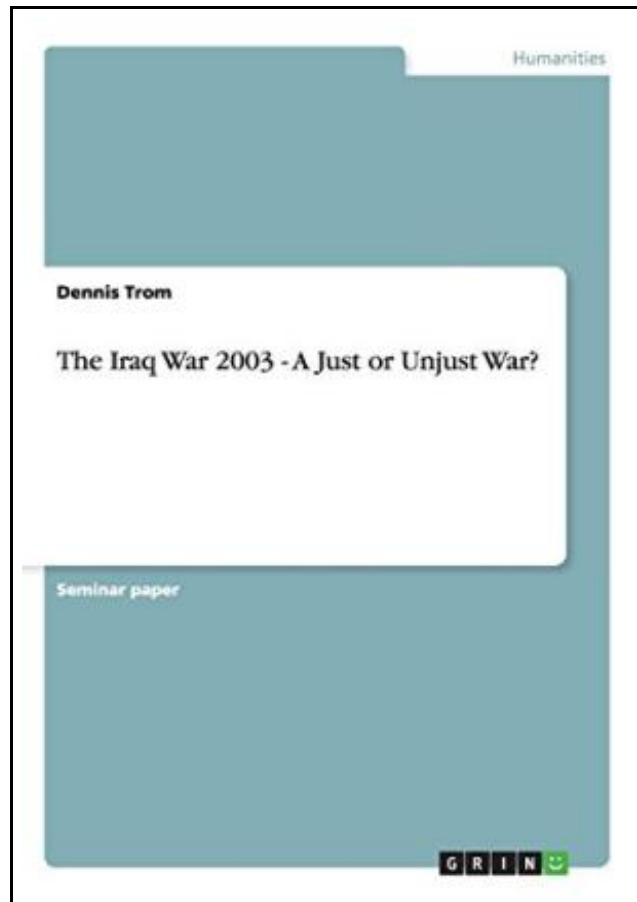 Humanities
Dennis Trom
The Iraq War 2003 - A Just or Unjust War?
Seminar paper
GRIN